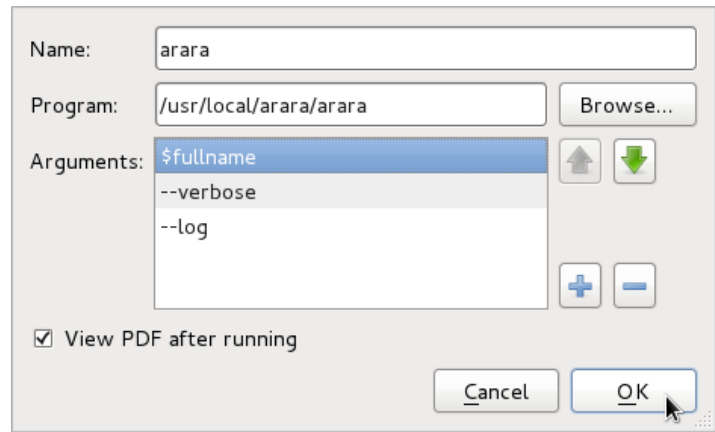 Name: arara
Program: /usr/local/arara/arara Browse...
Arguments: $fullname
--verbose
--log
View PDF after running
Cancel OK